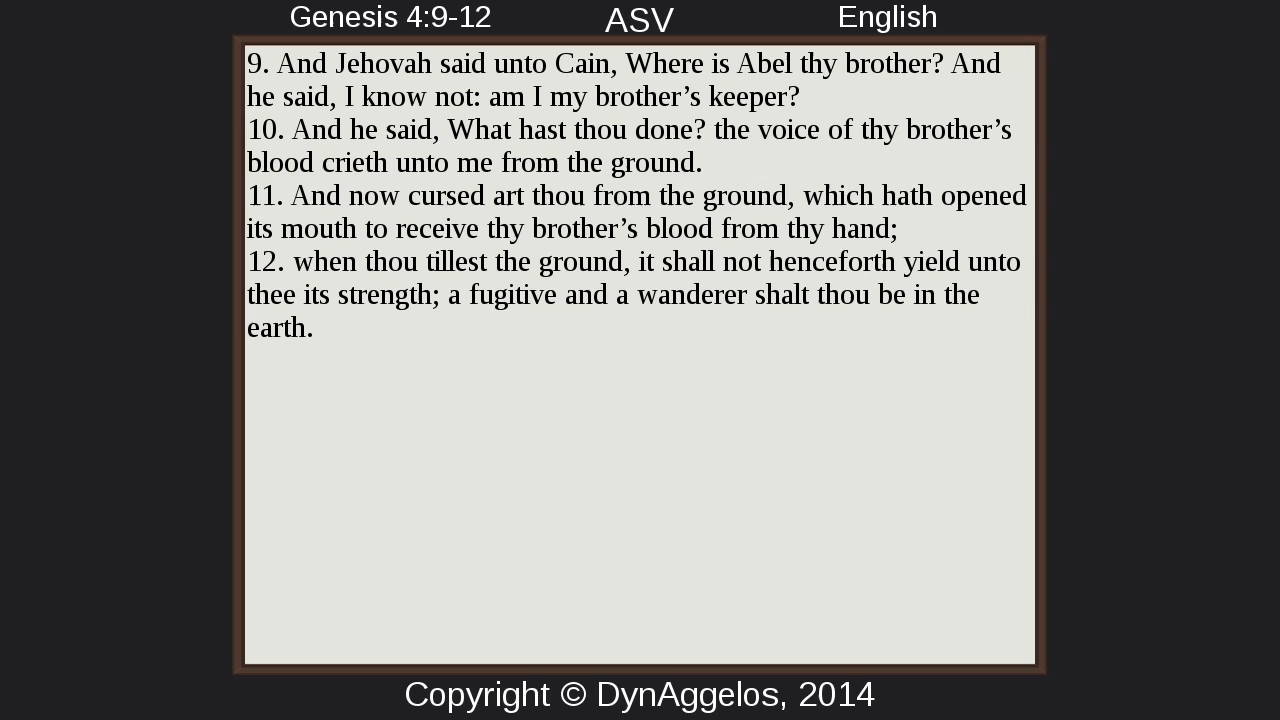 Genesis 4:9-12 ASV English
9. And Jehovah said unto Cain, Where is Abel thy brother? And
he said, I know not: am I my brother’s keeper?
10. And he said, What hast thou done? the voice of thy brother’s
blood crieth unto me from the ground.
11. And now cursed art thou from the ground, which hath opened
its mouth to receive thy brother’s blood from thy hand;
12. when thou tillest the ground, it shall not henceforth yield unto
thee its strength; a fugitive and a wanderer shalt thou be in the
earth.
Copyright © DynAggelos, 2014